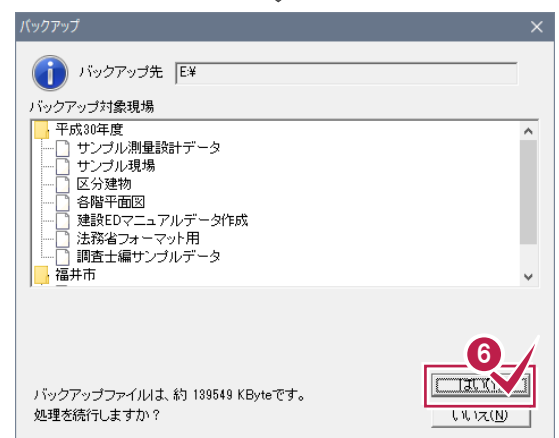 バックアップ
バックアップ先 E:¥
バックアップ対象現場
平成30年度
サンプル測量設計データ
サンプル現場
区分建物
各階平面図
建設EDマニュアルデータ作成
法務省フォーマット用
調査士編サンプルデータ
福井市
6
バックアップファイルは、約 139549 KByteです。
処理を続行しますか？
いいえ(N)